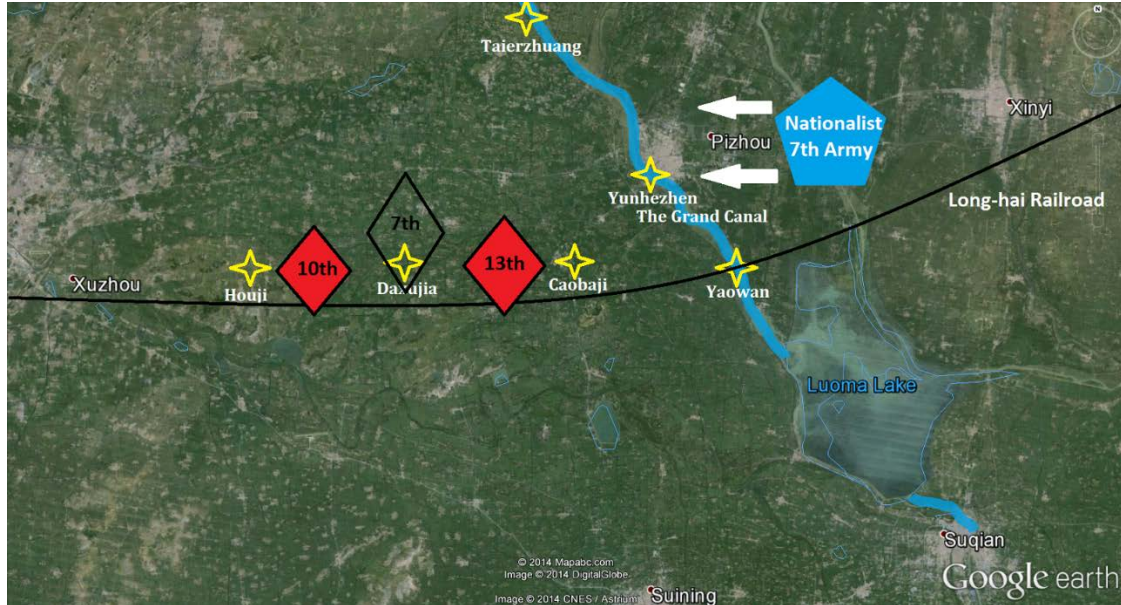 N
Taierzhuang
Xinyi
Nationalist
7th Army
Pizhou
Yunhezhen
The Grand Canal
Long-hai Railroad
7th
10th
13th
Xuzhou
Houji
Daxujia
Caobaji
Yaowan
Luoma Lake
Suqian
© 2014 Mapabc.com
Image © 2014 DigitalGlobe
Image © 2014 CNES / Astrium
Suining
Google earth